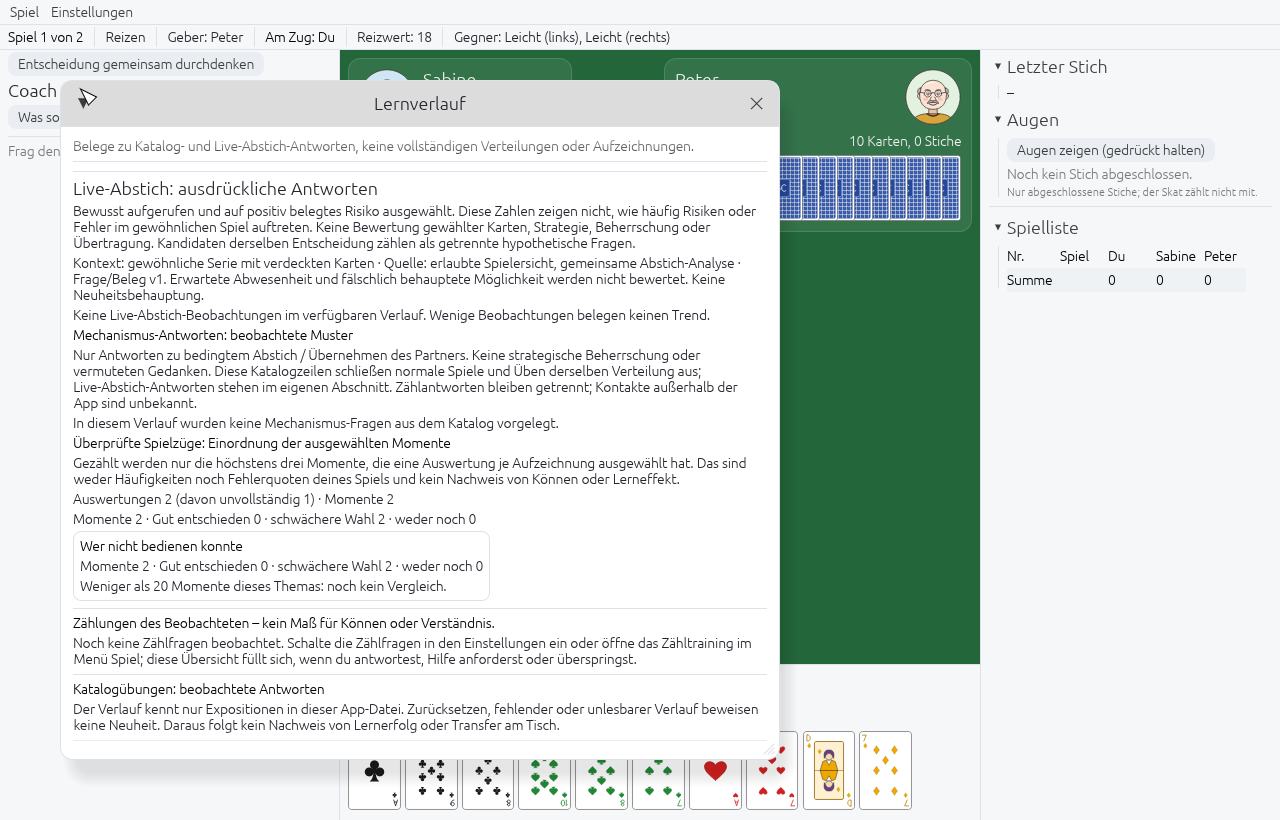 Spiel Einstellungen
Spiel 1 von 2 Reizen Geber: Peter Am Zug: Du Reizwert: 18 Gegner: Leicht (links), Leicht (rechts)
Entscheidung gemeinsam durchdenken
Coach
Was so
Frag den
Sabine
Peter
10 Karten, 0 Stiche
Lernverlauf
Belege zu Katalog- und Live-Abstich-Antworten, keine vollständigen Verteilungen oder Aufzeichnungen.
Live-Abstich: ausdrückliche Antworten
Bewusst aufgerufen und auf positiv belegtes Risiko ausgewählt. Diese Zahlen zeigen nicht, wie häufig Risiken oder
Fehler im gewöhnlichen Spiel auftreten. Keine Bewertung gewählter Karten, Strategie, Beherrschung oder
Übertragung. Kandidaten derselben Entscheidung zählen als getrennte hypothetische Fragen.
Kontext: gewöhnliche Serie mit verdeckten Karten · Quelle: erlaubte Spielersicht, gemeinsame Abstich-Analyse ·
Frage/Beleg v1. Erwartete Abwesenheit und fälschlich behauptete Möglichkeit werden nicht bewertet. Keine
Neuheitsbehauptung.
Keine Live-Abstich-Beobachtungen im verfügbaren Verlauf. Wenige Beobachtungen belegen keinen Trend.
Mechanismus-Antworten: beobachtete Muster
Nur Antworten zu bedingtem Abstich / Übernehmen des Partners. Keine strategische Beherrschung oder
vermuteten Gedanken. Diese Katalogzeilen schließen normale Spiele und Üben derselben Verteilung aus;
Live-Abstich-Antworten stehen im eigenen Abschnitt. Zählantworten bleiben getrennt; Kontakte außerhalb der
App sind unbekannt.
In diesem Verlauf wurden keine Mechanismus-Fragen aus dem Katalog vorgelegt.
Überprüfte Spielzüge: Einordnung der ausgewählten Momente
Gezählt werden nur die höchstens drei Momente, die eine Auswertung je Aufzeichnung ausgewählt hat. Das sind
weder Häufigkeiten noch Fehlerquoten deines Spiels und kein Nachweis von Können oder Lerneffekt.
Auswertungen 2 (davon unvollständig 1) · Momente 2
Momente 2 · Gut entschieden 0 · schwächere Wahl 2 · weder noch 0
Wer nicht bedienen konnte
Momente 2 · Gut entschieden 0 · schwächere Wahl 2 · weder noch 0
Weniger als 20 Momente dieses Themas: noch kein Vergleich.
Zählungen des Beobachteten – kein Maß für Können oder Verständnis.
Noch keine Zählfragen beobachtet. Schalte die Zählfragen in den Einstellungen ein oder öffne das Zähltraining im
Menü Spiel; diese Übersicht füllt sich, wenn du antwortest, Hilfe anforderst oder überspringst.
Katalogübungen: beobachtete Antworten
Der Verlauf kennt nur Expositionen in dieser App-Datei. Zurücksetzen, fehlender oder unlesbarer Verlauf beweisen
keine Neuheit. Daraus folgt kein Nachweis von Lernerfolg oder Transfer am Tisch.
Letzter Stich
–
Augen
Augen zeigen (gedrückt halten)
Noch kein Stich abgeschlossen.
Nur abgeschlossene Stiche; der Skat zählt nicht mit.
Spielliste
Nr. Spiel Du Sabine Peter
Summe 0 0 0
D 7
A 9 8 10 8 7 A 7 D 7